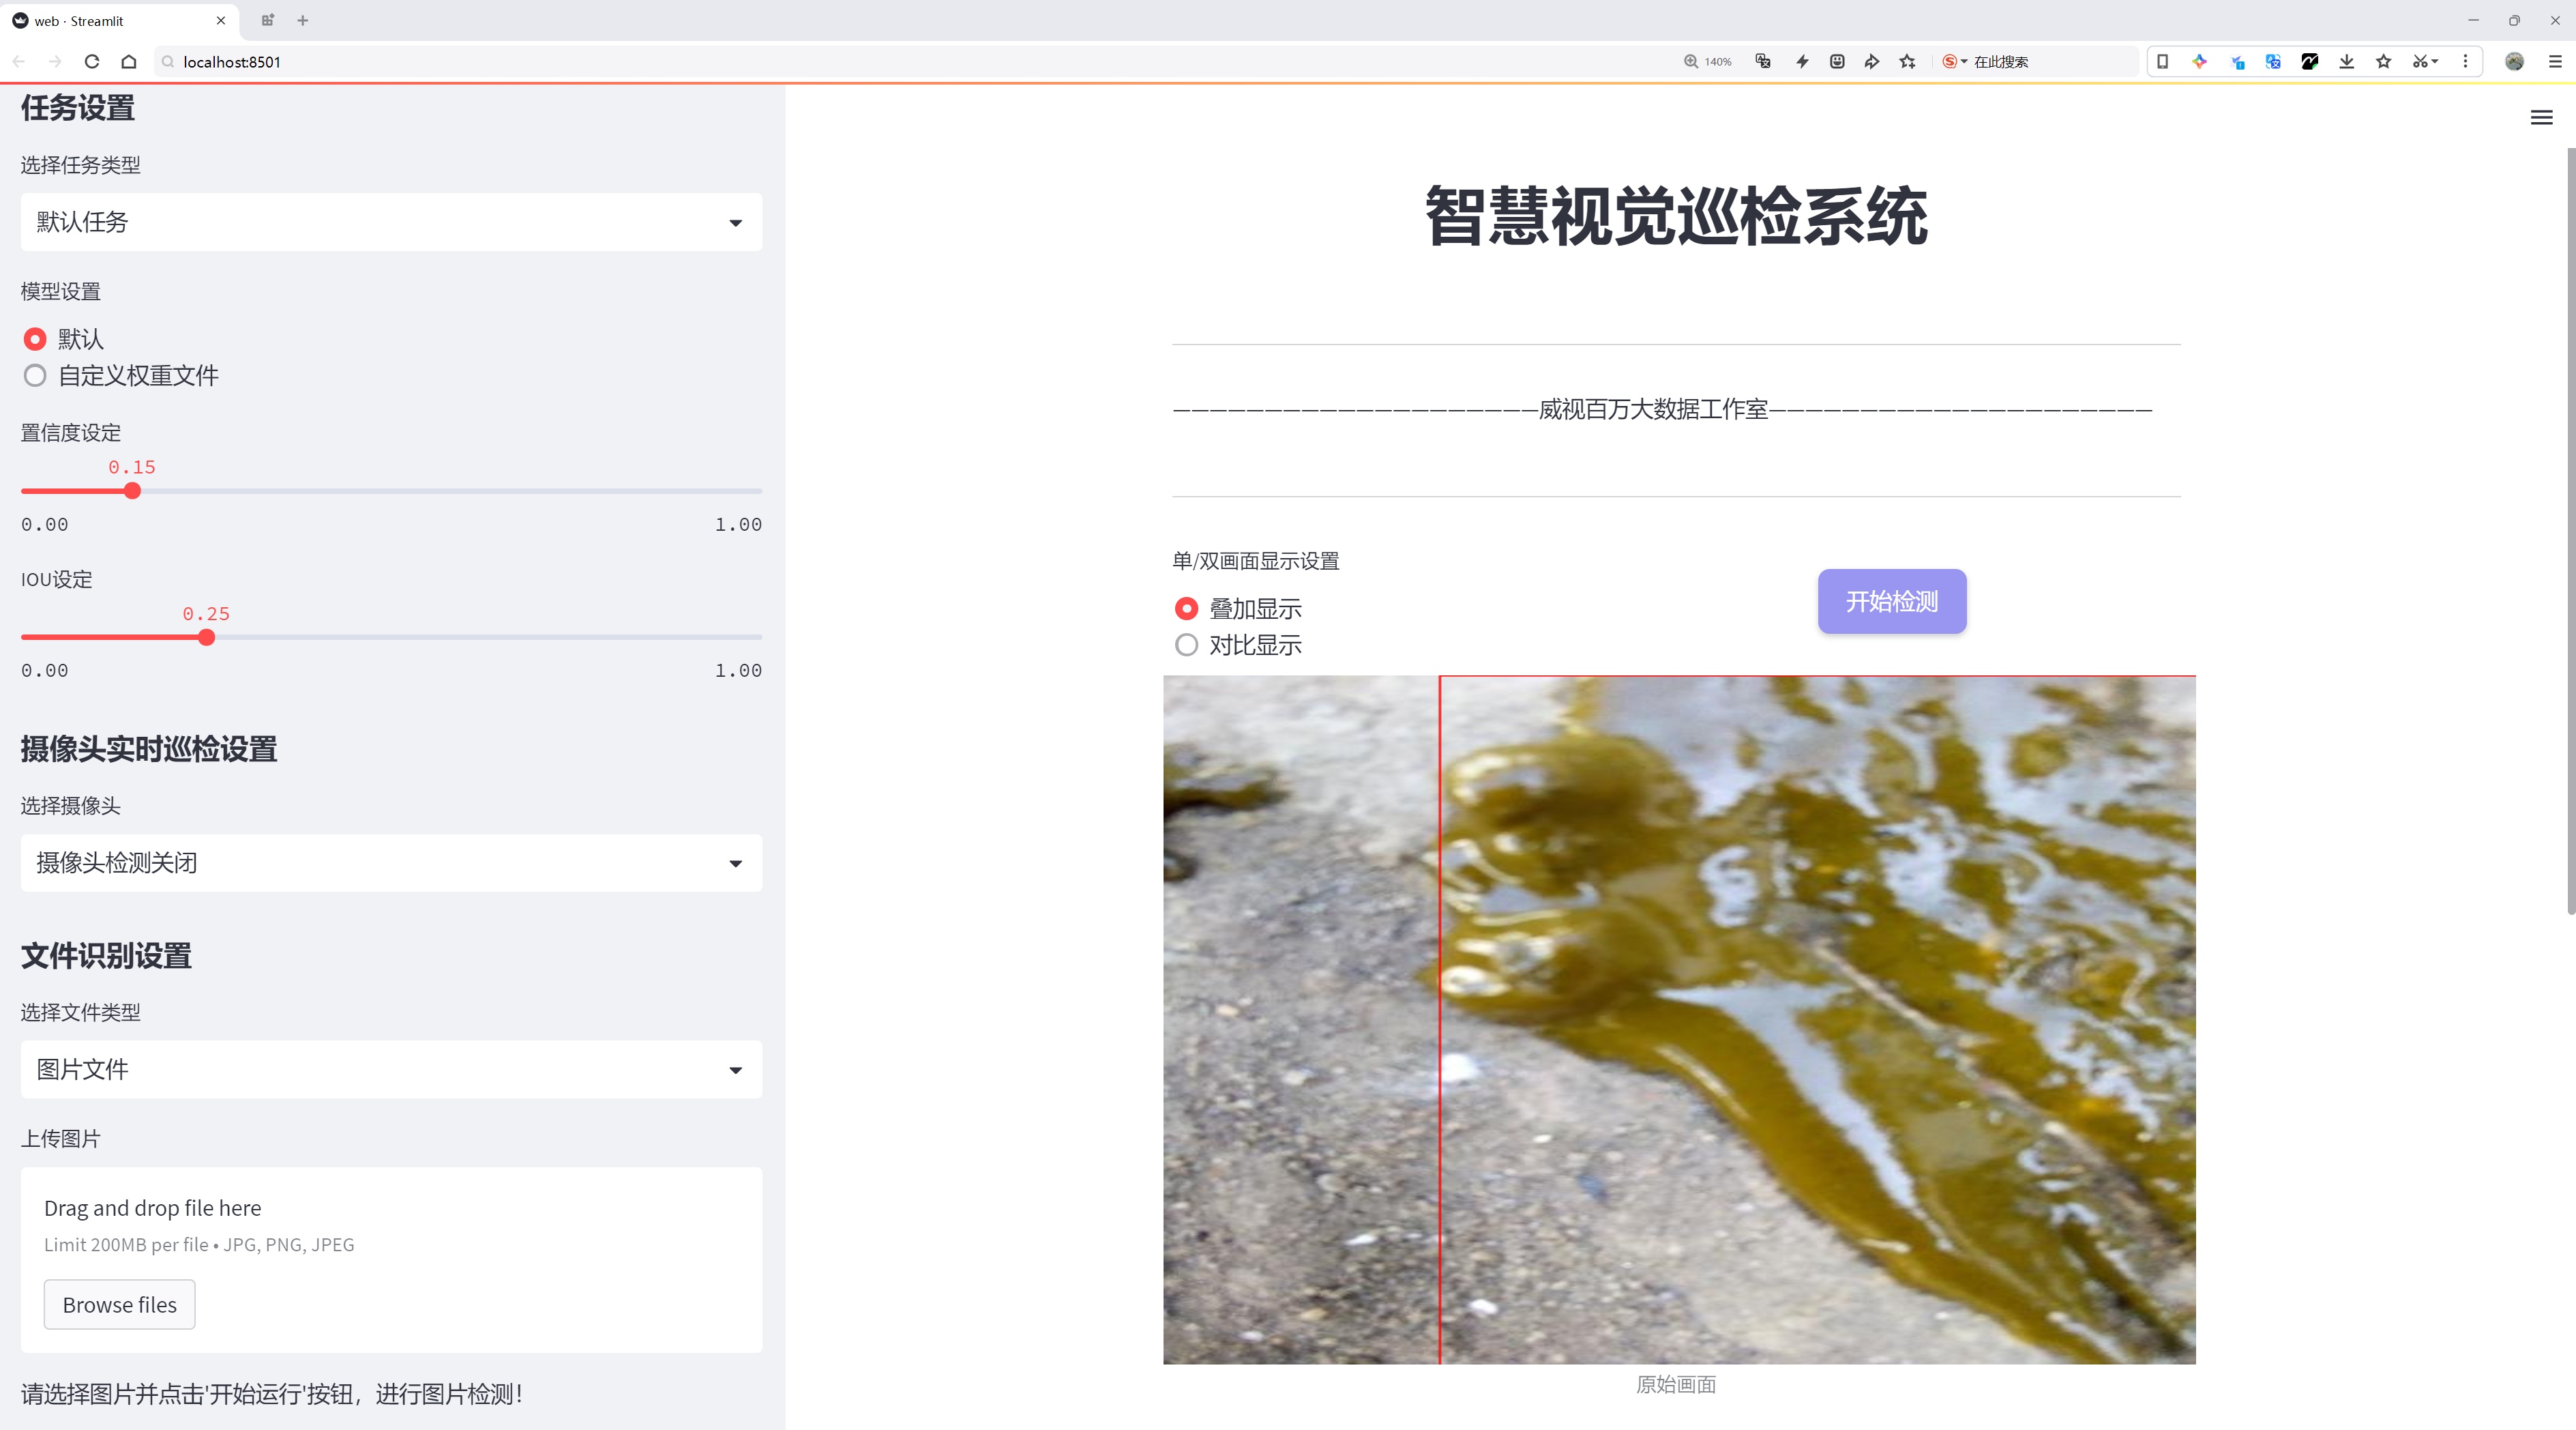 web · Streamlit
localhost:8501
140%
在此搜索
任务设置
选择任务类型
默认任务
模型设置
默认
自定义权重文件
置信度设定
0.15
0.00
1.00
IOU设定
0.25
0.00
1.00
摄像头实时巡检设置
选择摄像头
摄像头检测关闭
文件识别设置
选择文件类型
图片文件
上传图片
Drag and drop file here
Limit 200MB per file • JPG, PNG, JPEG
Browse files
请选择图片并点击'开始运行'按钮，进行图片检测！
智慧视觉巡检系统
————————————————————威视百万大数据工作室—————————————————————
单/双画面显示设置
叠加显示
对比显示
开始检测
原始画面